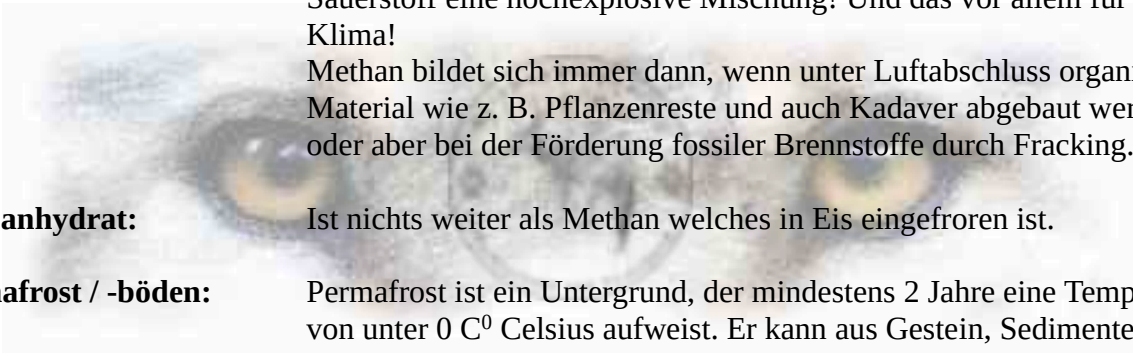 Sauerstoff eine hochexplosive Mischung! Und das vor allem für
Klima!
Methan bildet sich immer dann, wenn unter Luftabschluss organi
Material wie z. B. Pflanzenreste und auch Kadaver abgebaut wer
oder aber bei der Förderung fossiler Brennstoffe durch Fracking.
anhydrat: Ist nichts weiter als Methan welches in Eis eingefroren ist.
afrost / -böden: Permafrost ist ein Untergrund, der mindestens 2 Jahre eine Temp
von unter 0 C⁰ Celsius aufweist. Er kann aus Gestein, Sedimente